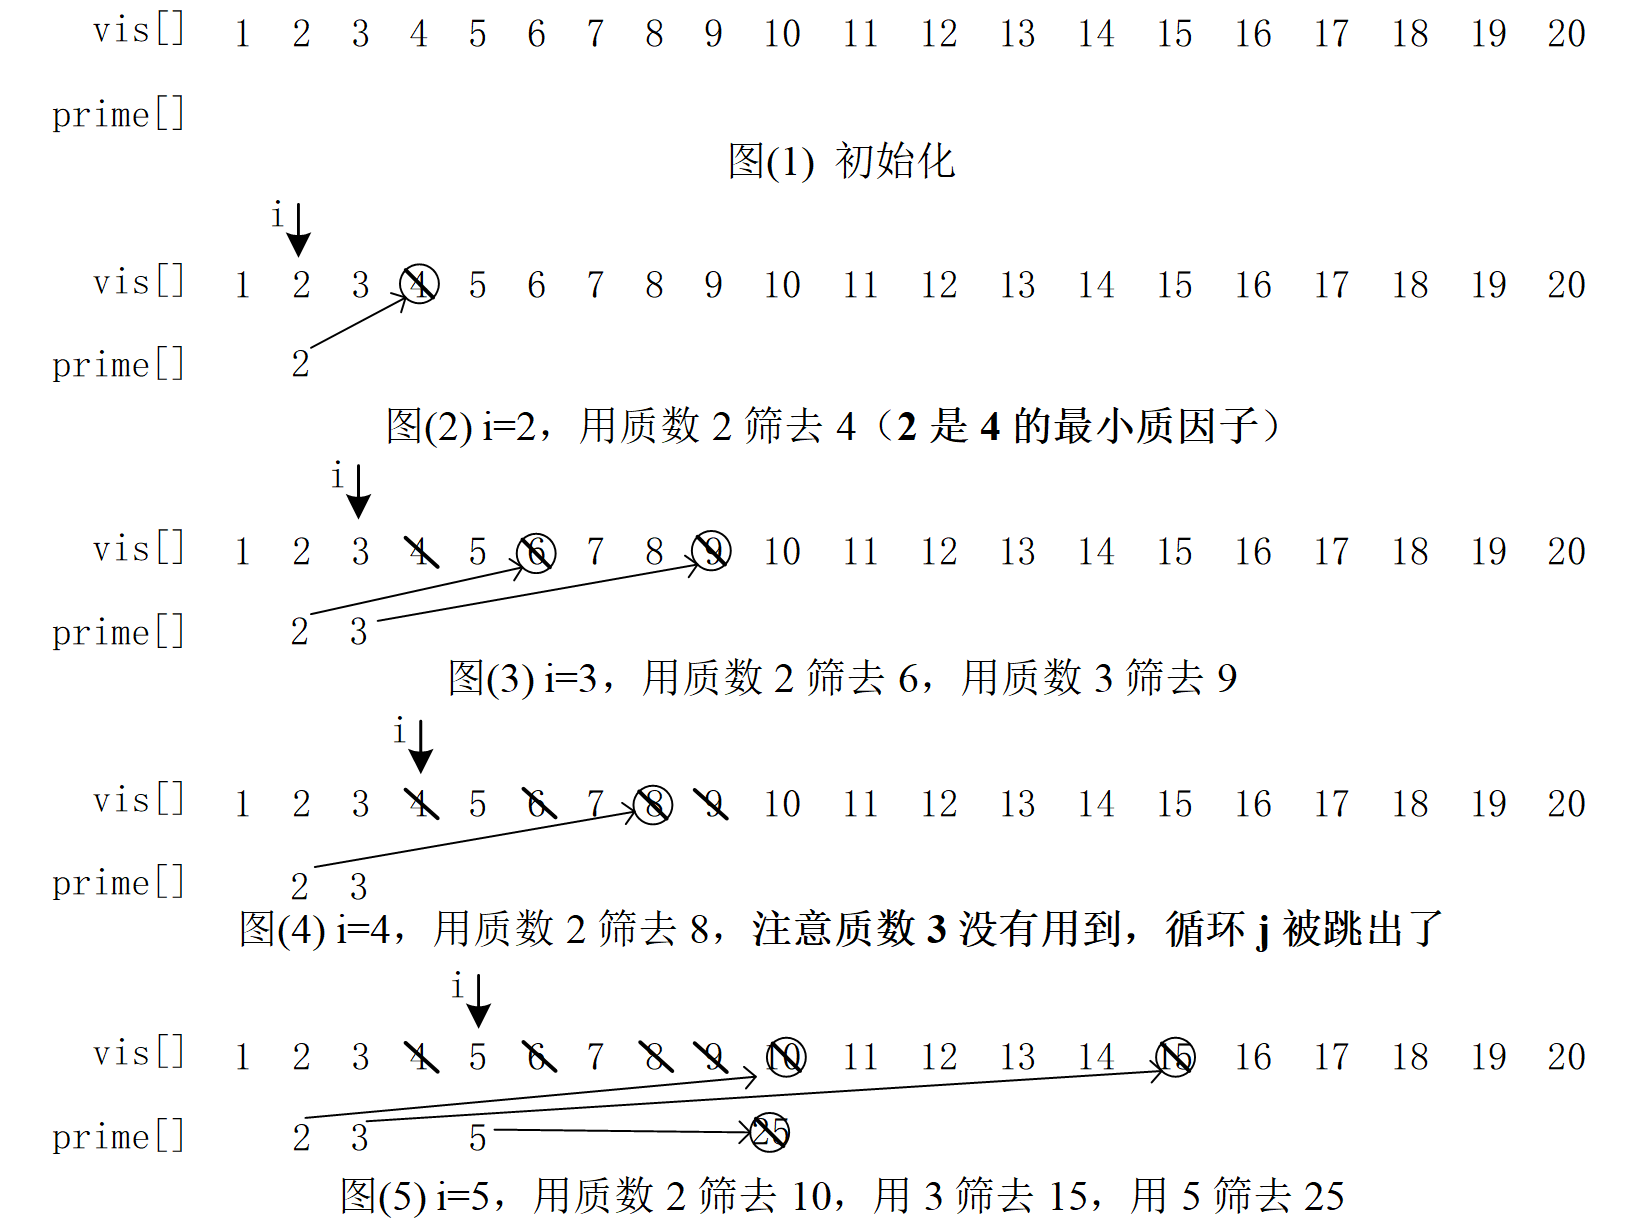 vis[] 1 2 3 4 5 6 7 8 9 10 11 12 13 14 15 16 17 18 19 20
prime[]
图(1) 初始化
i
vis[] 1 2 3 4 5 6 7 8 9 10 11 12 13 14 15 16 17 18 19 20
prime[] 2
图(2) i=2，用质数 2 筛去 4（2 是 4 的最小质因子）
i
vis[] 1 2 3 4 5 6 7 8 9 10 11 12 13 14 15 16 17 18 19 20
prime[] 2 3
图(3) i=3，用质数 2 筛去 6，用质数 3 筛去 9
i
vis[] 1 2 3 4 5 6 7 8 9 10 11 12 13 14 15 16 17 18 19 20
prime[] 2 3
图(4) i=4，用质数 2 筛去 8，注意质数 3 没有用到，循环 j 被跳出了
i
vis[] 1 2 3 4 5 6 7 8 9 10 11 12 13 14 15 16 17 18 19 20
prime[] 2 3 5 25
图(5) i=5，用质数 2 筛去 10，用 3 筛去 15，用 5 筛去 25